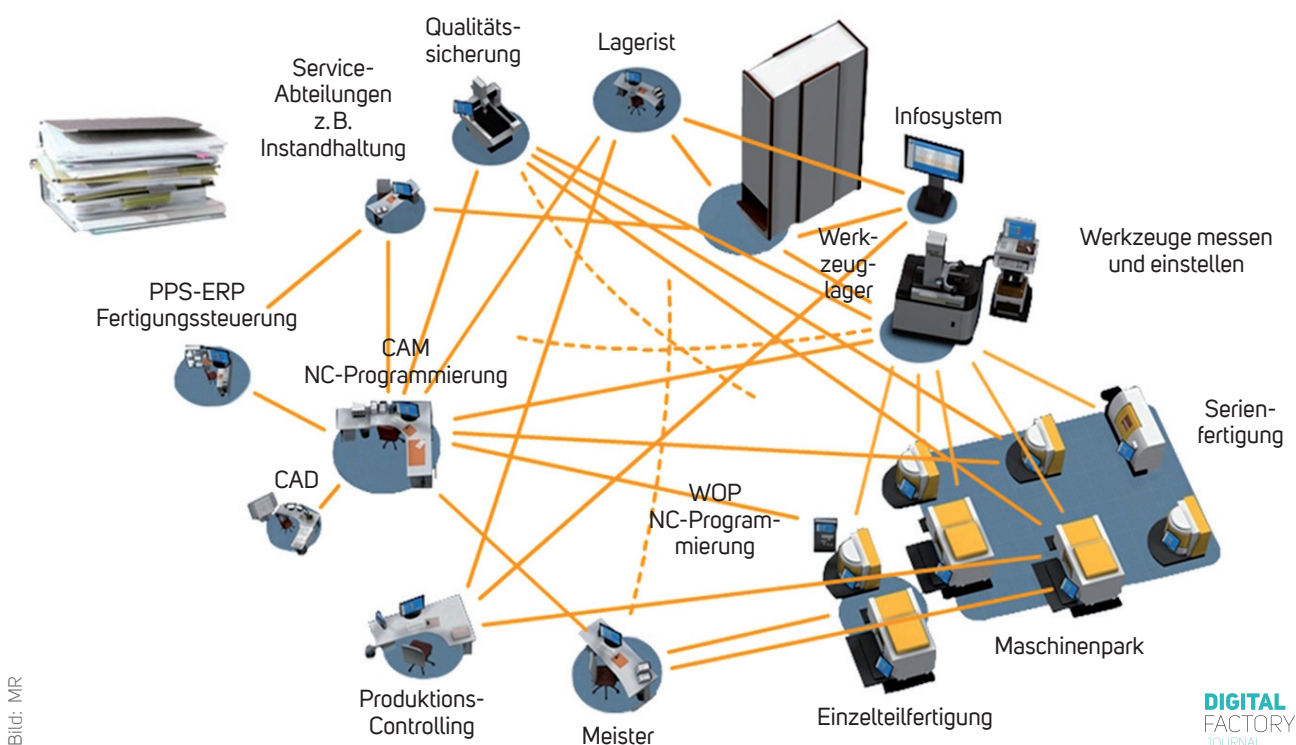 Qualitäts-
sicherung
Lagerist
Service-
Abteilungen
z.B.
Instandhaltung
Infosystem
Werk-
zeug-
lager
Werkzeuge messen
und einstellen
PPS-ERP
Fertigungssteuerung
CAM
NC-Programmierung
Serien-
fertigung
CAD
WOP
NC-Program-
mierung
Maschinenpark
Produktions-
Controlling
Meister
Einzelteilfertigung
Bild: MR
DIGITAL
FACTORY
JOURNAL